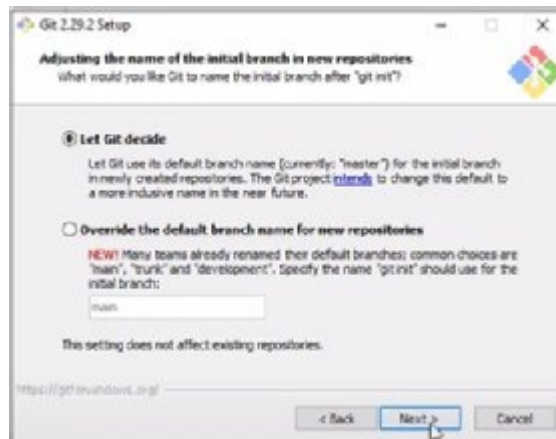 Git 2.29.2 Setup
Adjusting the name of the initial branch in new repositories
What would you like Git to name the initial branch after "git init"?
Let Git decide
Let Git use its default branch name (currently: "master") for the initial branch
in newly created repositories. The Git project intends to change this default to
a more inclusive name in the near future.
Override the default branch name for new repositories
NEW! Many teams already renamed their default branches; common choices are
"main", "trunk" and "development". Specify the name "git init" should use for the
initial branch:
main
This setting does not affect existing repositories.
https://gitforwindows.org/
< Back
Next >
Cancel